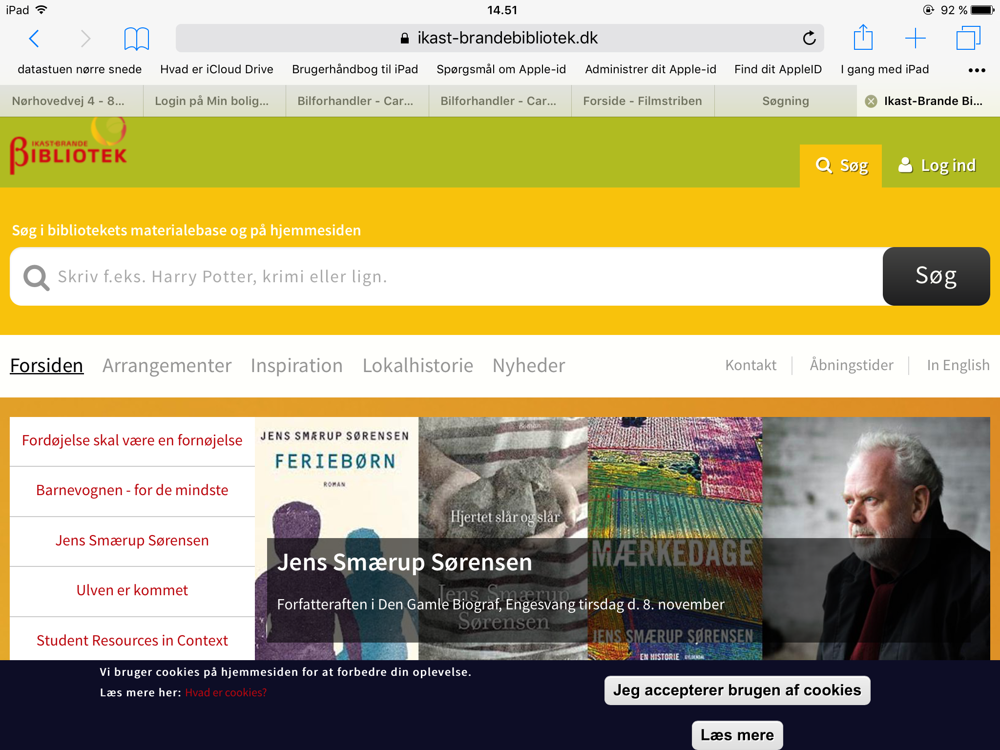 iPad 14.51 92 %
ikast-brandebibliotek.dk
datastuen nørre snede Hvad er iCloud Drive Brugerhåndbog til iPad Spørgsmål om Apple-id Administrer dit Apple-id Find dit AppleID I gang med iPad •••
Nørhovedvej 4 - 8... Login på Min bolig... Bilforhandler - Car... Bilforhandler - Car... Forside - Filmstriben Søgning Ikast-Brande Bi...
IKAST-BRANDE
BIBLIOTEK
Søg Log ind
Søg i bibliotekets materialebase og på hjemmesiden
Skriv f.eks. Harry Potter, krimi eller lign. Søg
Forsiden Arrangementer Inspiration Lokalhistorie Nyheder Kontakt Åbningstider In English
Fordøjelse skal være en fornøjelse
Barnevognen - for de mindste
Jens Smærup Sørensen
Ulven er kommet
Student Resources in Context
JENS SMÆRUP SØRENSEN
FERIEBØRN
ROMAN
Roman
Hjertet slår og slår
Jens Smærup
Sørensen
MÆRKEDAGE
JENS SMÆRUP SØRENSEN
EN HISTORIE GYLDENDAL
Jens Smærup Sørensen
Forfatteraften i Den Gamle Biograf, Engesvang tirsdag d. 8. november
Vi bruger cookies på hjemmesiden for at forbedre din oplevelse.
Læs mere her: Hvad er cookies?
Jeg accepterer brugen af cookies
Læs mere